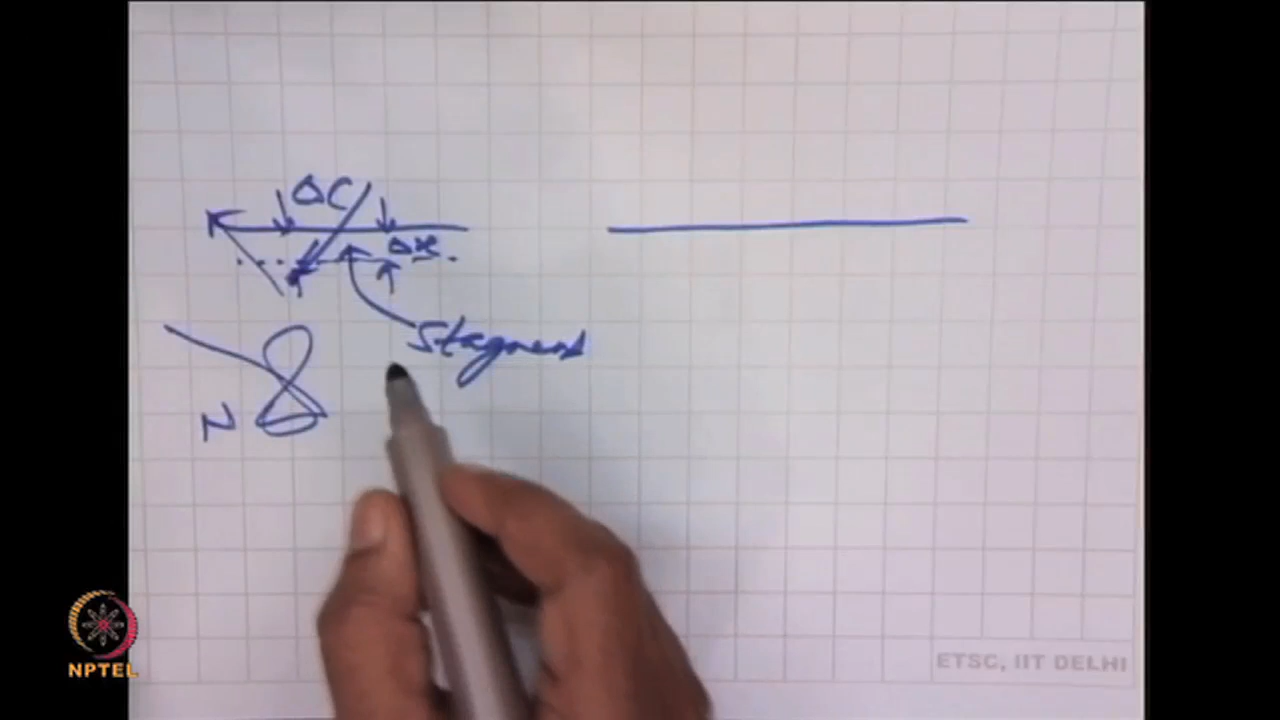 ΔC
Δx
Stagnant
N
NPTEL
ETSC, IIT DELHI